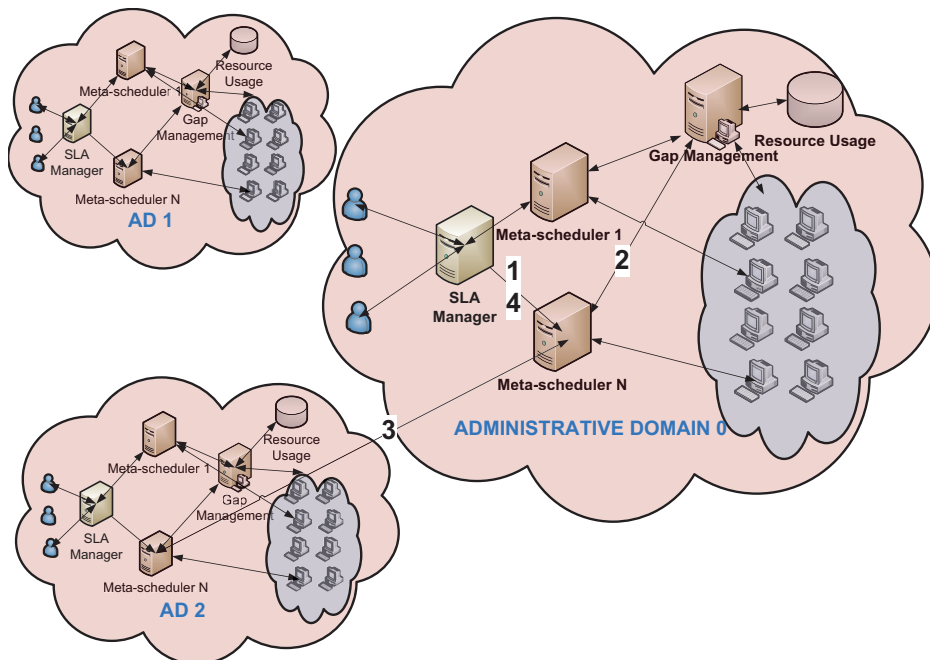 Resource
Usage
Meta-scheduler 1
Gap
Management
SLA
Manager
Meta-scheduler N
AD 1
Resource Usage
Gap Management
Meta-scheduler 1
1
2
4
SLA
Manager
Meta-scheduler N
3
ADMINISTRATIVE DOMAIN 0
Resource
Usage
Meta-scheduler 1
Gap
Management
SLA
Manager
Meta-scheduler N
AD 2